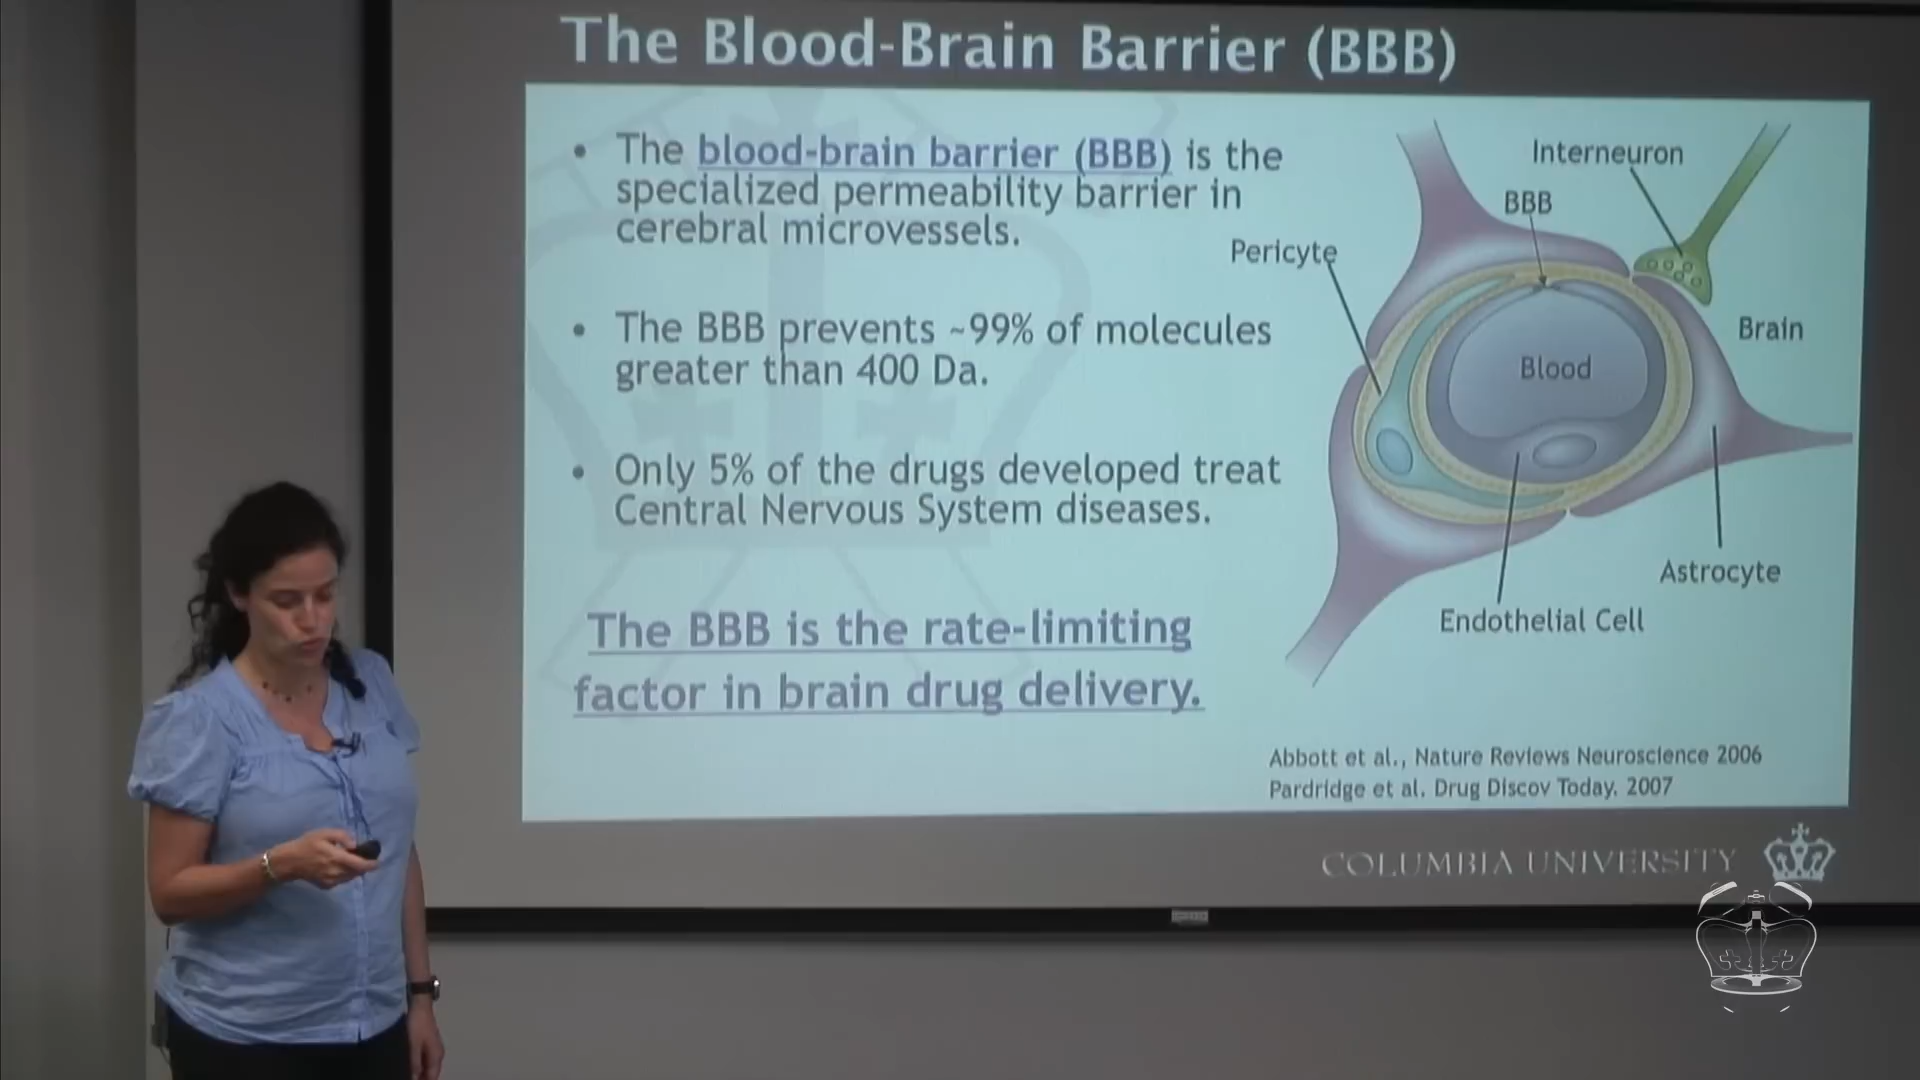 The Blood-Brain Barrier (BBB)
• The blood-brain barrier (BBB) is the
specialized permeability barrier in
cerebral microvessels.
• The BBB prevents ~99% of molecules
greater than 400 Da.
• Only 5% of the drugs developed treat
Central Nervous System diseases.
The BBB is the rate-limiting
factor in brain drug delivery.
Interneuron
BBB
Pericyte
Brain
Blood
Astrocyte
Endothelial Cell
Abbott et al., Nature Reviews Neuroscience 2006
Pardridge et al. Drug Discov Today. 2007
COLUMBIA UNIVERSITY